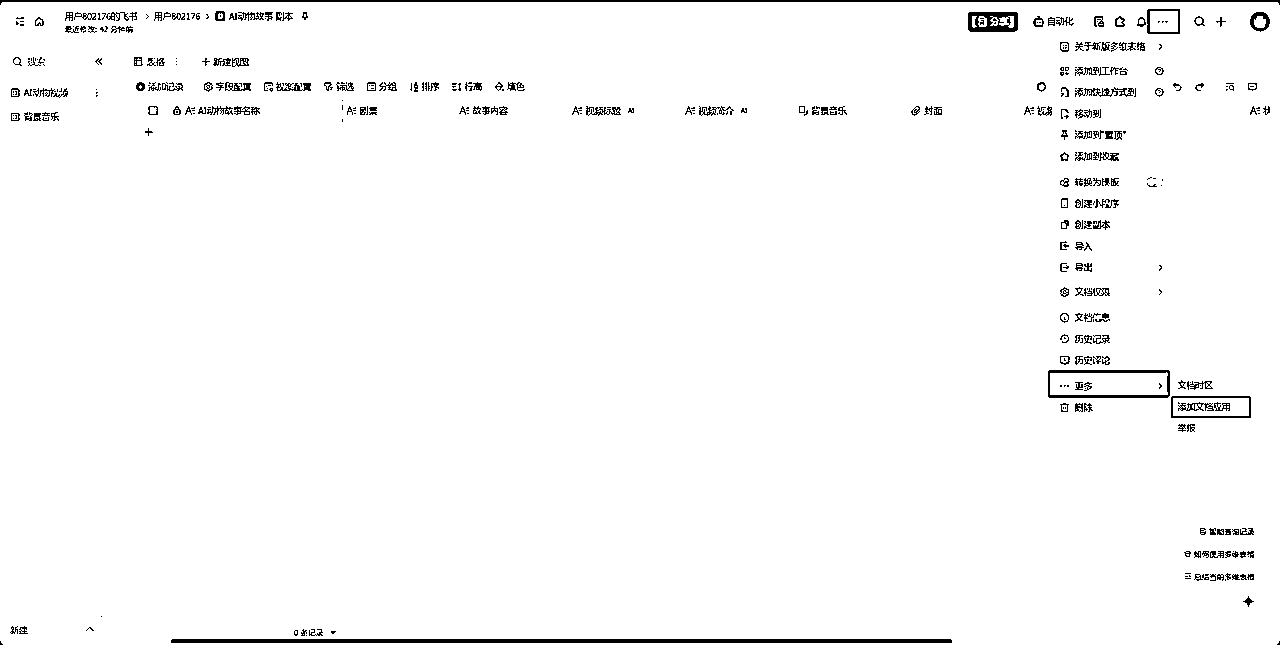 用户802176的飞书 > 用户802176 > AI动物故事 副本
最近修改: 42 分钟前
分享
自动化
搜索
AI动物视频
背景音乐
表格
新建视图
添加记录 字段配置 视图配置 筛选 分组 排序 行高 填色
AI动物故事名称 剧景 故事内容 视频标题 AI 视频简介 AI 背景音乐 封面
关于新版多维表格
添加到工作台
添加快捷方式到
移动到
添加到“置顶”
添加到收藏
转换为模板
创建小程序
创建副本
导入
导出
文档权限
文档信息
历史记录
历史评论
更多
删除
文档时区
添加文档应用
举报
智能查询记录
如何使用多维表格
总结当前多维表格
新建
0 条记录